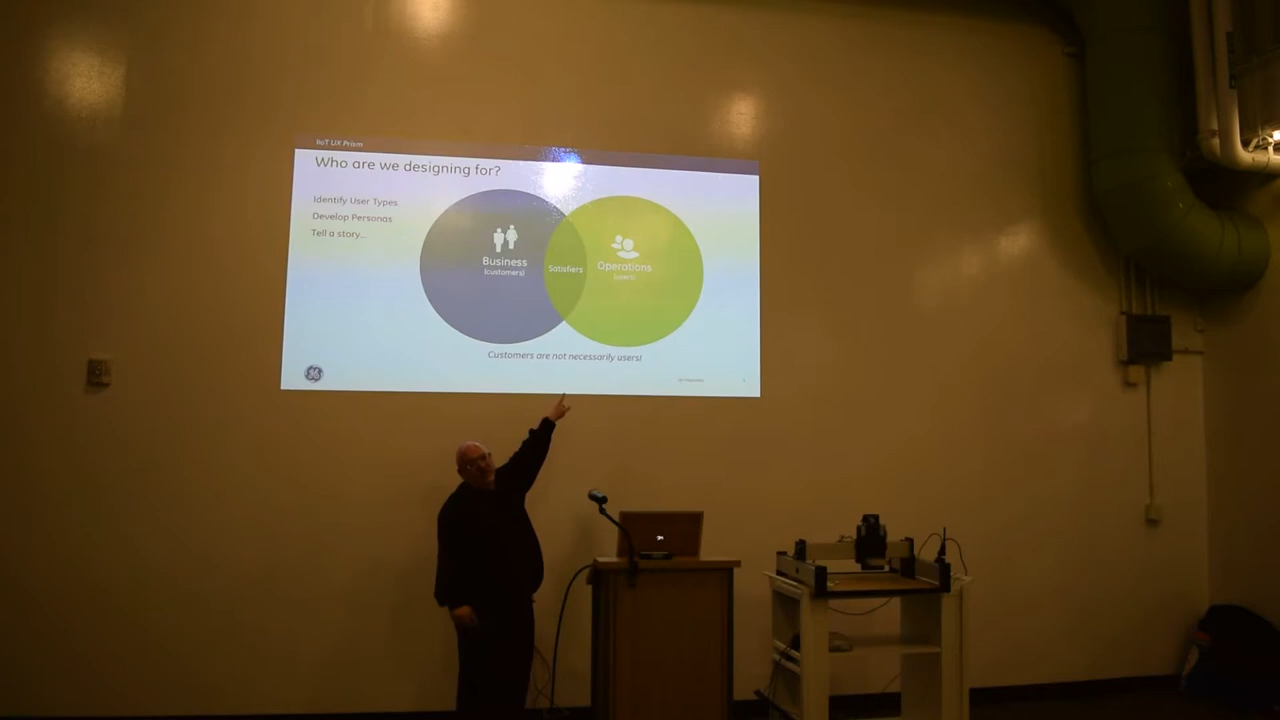 IIoT UX Prism
Who are we designing for?
Identify User Types
Develop Personas
Tell a story...
Business
(customers)
Satisfiers
Operations
(users)
Customers are not necessarily users!